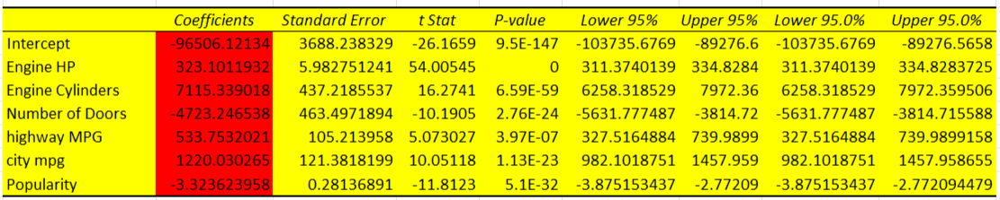 Coefficients Standard Error t Stat P-value Lower 95% Upper 95% Lower 95.0% Upper 95.0%
Intercept -96506.12134 3688.238329 -26.1659 9.5E-147 -103735.6769 -89276.6 -103735.6769 -89276.5658
Engine HP 323.1011932 5.982751241 54.00545 0 311.3740139 334.8284 311.3740139 334.8283725
Engine Cylinders 7115.339018 437.2185537 16.2741 6.59E-59 6258.318529 7972.36 6258.318529 7972.359506
Number of Doors -4723.246538 463.4971894 -10.1905 2.76E-24 -5631.777487 -3814.72 -5631.777487 -3814.715588
highway MPG 533.7532021 105.213958 5.073027 3.97E-07 327.5164884 739.9899 327.5164884 739.9899158
city mpg 1220.030265 121.3818199 10.05118 1.13E-23 982.1018751 1457.959 982.1018751 1457.958655
Popularity -3.323623958 0.28136891 -11.8123 5.1E-32 -3.875153437 -2.77209 -3.875153437 -2.772094479